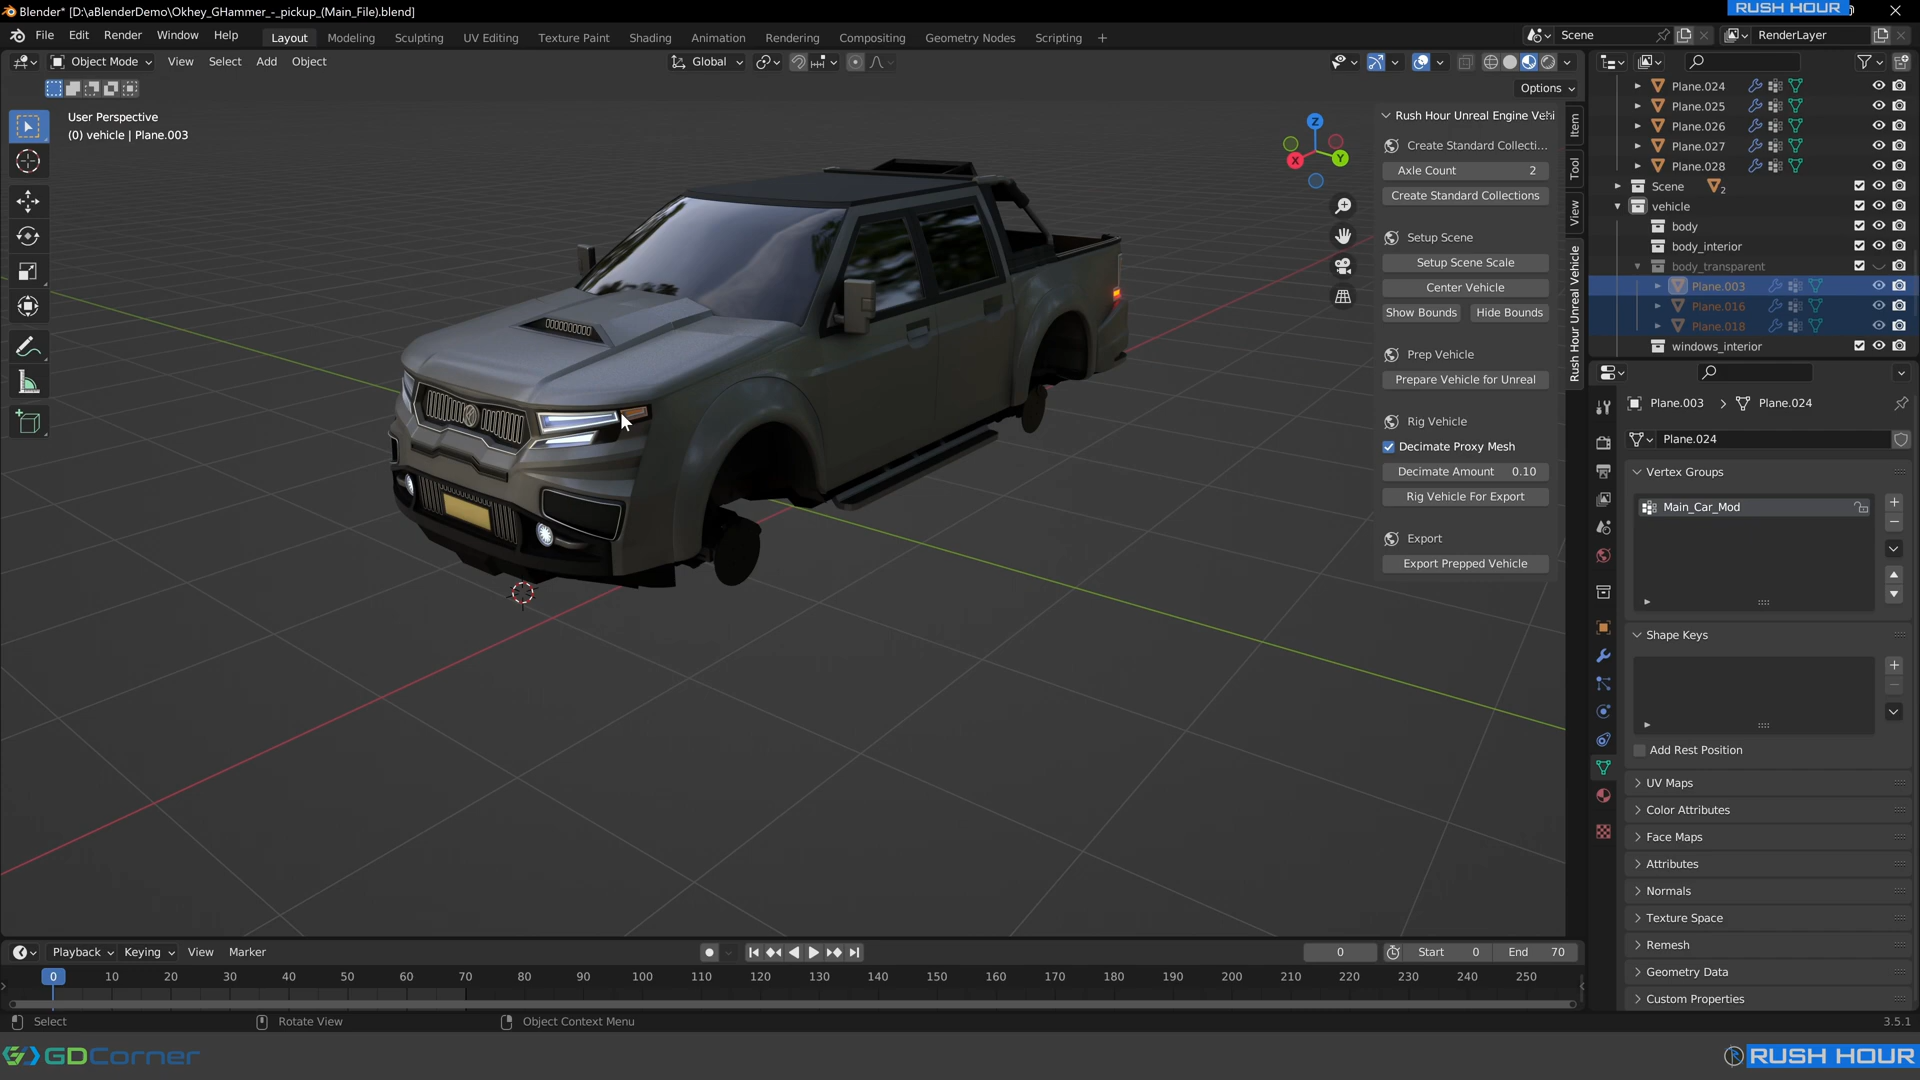 Blender* [D:\aBlenderDemo\Okhey_GHammer_-_pickup_(Main_File).blend]
RUSH HOUR
File Edit Render Window Help
Layout Modeling Sculpting UV Editing Texture Paint Shading Animation Rendering Compositing Geometry Nodes Scripting +
Scene
RenderLayer
Object Mode View Select Add Object
Global
Options
User Perspective
(0) vehicle | Plane.003
Z
Y
X
Rush Hour Unreal Engine Vehi
Create Standard Collecti...
Axle Count 2
Create Standard Collections
Setup Scene
Setup Scene Scale
Center Vehicle
Show Bounds Hide Bounds
Prep Vehicle
Prepare Vehicle for Unreal
Rig Vehicle
Decimate Proxy Mesh
Decimate Amount 0.10
Rig Vehicle For Export
Export
Export Prepped Vehicle
Item
Tool
View
Rush Hour Unreal Vehicle
Plane.024
Plane.025
Plane.026
Plane.027
Plane.028
Scene 2
vehicle
body
body_interior
body_transparent
Plane.003
Plane.016
Plane.018
windows_interior
Plane.003 Plane.024
Plane.024
Vertex Groups
Main_Car_Mod
Shape Keys
Add Rest Position
UV Maps
Color Attributes
Face Maps
Attributes
Normals
Texture Space
Remesh
Geometry Data
Custom Properties
Playback Keying View Marker
0
Start 0 End 70
0 10 20 30 40 50 60 70 80 90 100 110 120 130 140 150 160 170 180 190 200 210 220 230 240 250
Select Rotate View Object Context Menu
3.5.1
GDCorner
RUSH HOUR